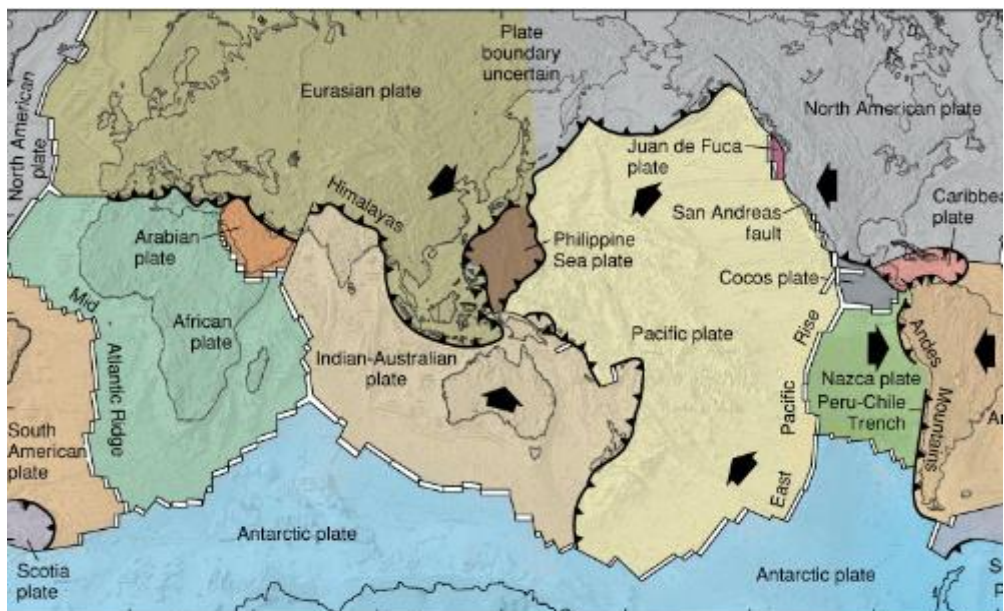 Plate
boundary
uncertain
Eurasian plate
North American plate
North American
plate
Juan de Fuca
plate
Himalayas
San Andreas
fault
Caribbea
plate
Arabian
plate
Philippine
Sea plate
Cocos plate
Mid
Atlantic Ridge
African
plate
Pacific plate
Indian-Australian
plate
East
Pacific
Rise
Andes
Mountains
Nazca plate
Peru-Chile
Trench
South
American
plate
Antarctic plate
Scotia
plate
Antarctic plate